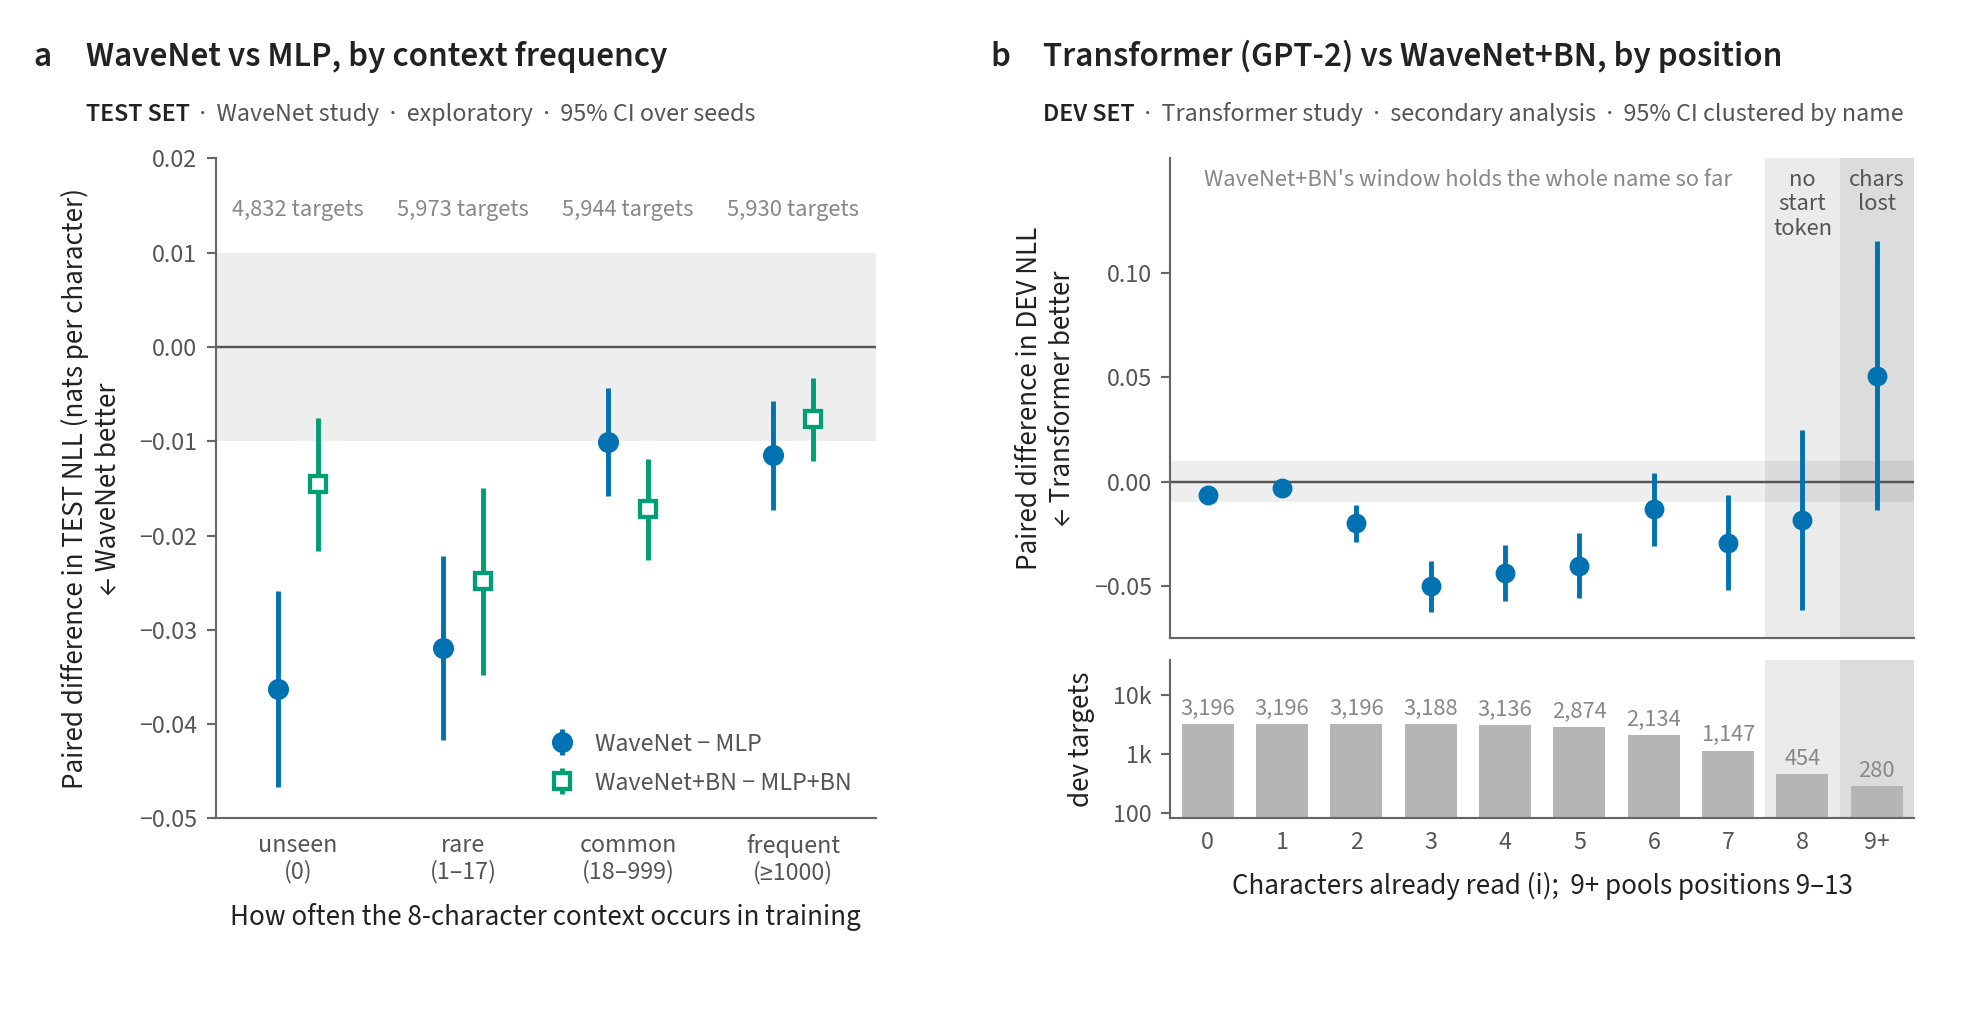 a WaveNet vs MLP, by context frequency
TEST SET · WaveNet study · exploratory · 95% CI over seeds
Paired difference in TEST NLL (nats per character)
← WaveNet better
0.02
0.01
0.00
−0.01
−0.02
−0.03
−0.04
−0.05
4,832 targets 5,973 targets 5,944 targets 5,930 targets
WaveNet − MLP
WaveNet+BN − MLP+BN
unseen rare common frequent
(0) (1–17) (18–999) (≥1000)
How often the 8-character context occurs in training
b Transformer (GPT-2) vs WaveNet+BN, by position
DEV SET · Transformer study · secondary analysis · 95% CI clustered by name
Paired difference in DEV NLL
← Transformer better
0.10
0.05
0.00
−0.05
WaveNet+BN's window holds the whole name so far
no
start
token
chars
lost
dev targets
10k
1k
100
3,196 3,196 3,196 3,188 3,136 2,874 2,134 1,147 454 280
0 1 2 3 4 5 6 7 8 9+
Characters already read (i); 9+ pools positions 9–13